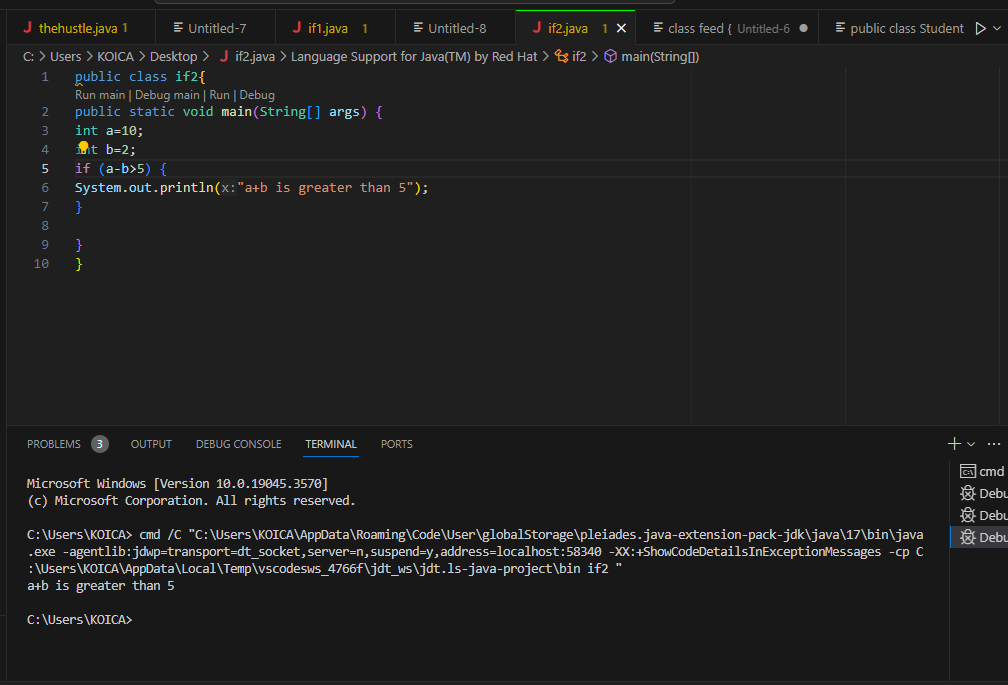 J thehustle.java 1 Untitled-7 J if1.java 1 Untitled-8 J if2.java 1 class feed { Untitled-6 public class Student
C: > Users > KOICA > Desktop > J if2.java > Language Support for Java(TM) by Red Hat > if2 > main(String[])
1 public class if2{
Run main | Debug main | Run | Debug
2 public static void main(String[] args) {
3 int a=10;
4 int b=2;
5 if (a-b>5) {
6 System.out.println(x:"a+b is greater than 5");
7 }
8
9 }
10 }
PROBLEMS 3 OUTPUT DEBUG CONSOLE TERMINAL PORTS
Microsoft Windows [Version 10.0.19045.3570]
(c) Microsoft Corporation. All rights reserved.
C:\Users\KOICA> cmd /C "C:\Users\KOICA\AppData\Roaming\Code\User\globalStorage\pleiades.java-extension-pack-jdk\java\17\bin\java
.exe -agentlib:jdwp=transport=dt_socket,server=n,suspend=y,address=localhost:58340 -XX:+ShowCodeDetailsInExceptionMessages -cp C
:\Users\KOICA\AppData\Local\Temp\vscodesws_4766f\jdt_ws\jdt.ls-java-project\bin if2 "
a+b is greater than 5
C:\Users\KOICA>
cmd
Debu
Debu
Debu